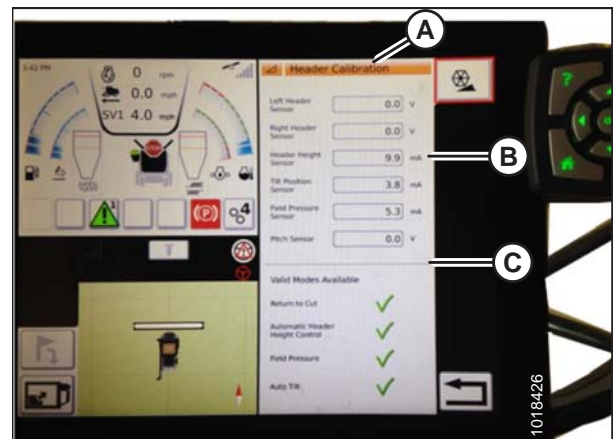 A
3:42 PM
0 rpm
0.0 mph
SV1 4.0 mph
STOP
1
(P)
4
Header Calibration
Left Header Sensor 0.0 V
Right Header Sensor 0.0 V
Header Height Sensor 9.9 mA
Tilt Position Sensor 3.8 mA
Field Pressure Sensor 5.3 mA
Pitch Sensor 0.0 V
Valid Modes Available
Return to Cut
Automatic Header Height Control
Field Pressure
Auto Tilt
?
B
C
1018426